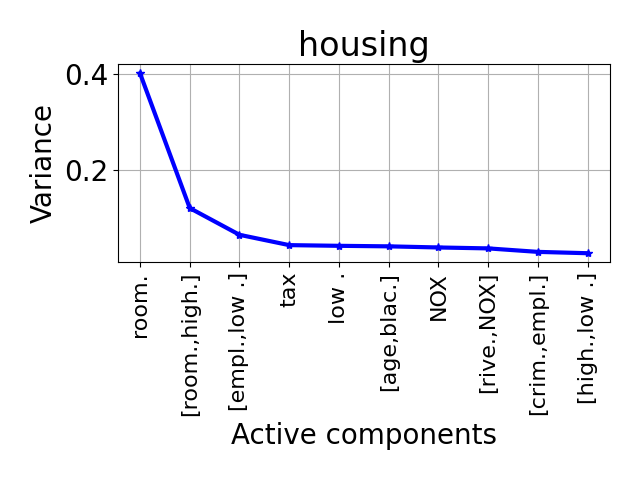 housing
0.4
0.2
Variance
room.
[room.,high.]
[empl.,low .]
tax
low .
[age,blac.]
NOX
[rive.,NOX]
[crim.,empl.]
[high.,low .]
Active components